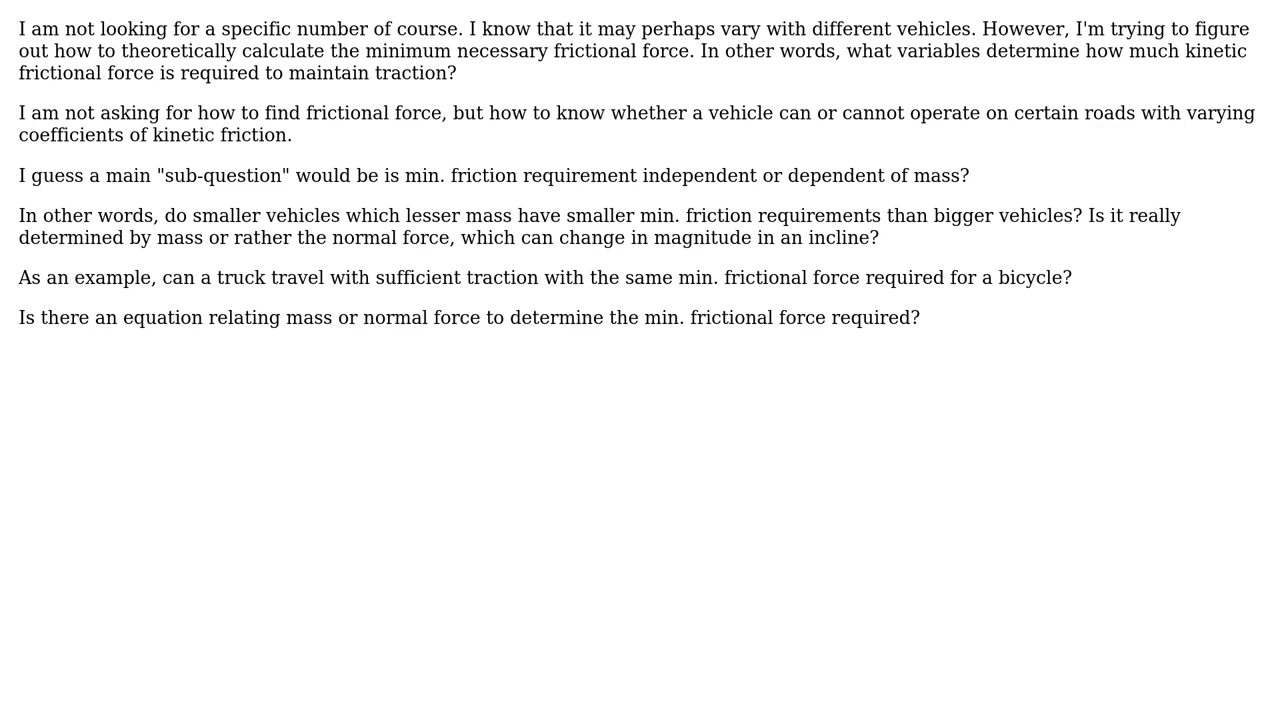 I am not looking for a specific number of course. I know that it may perhaps vary with different vehicles. However, I'm trying to figure
out how to theoretically calculate the minimum necessary frictional force. In other words, what variables determine how much kinetic
frictional force is required to maintain traction?
I am not asking for how to find frictional force, but how to know whether a vehicle can or cannot operate on certain roads with varying
coefficients of kinetic friction.
I guess a main "sub-question" would be is min. friction requirement independent or dependent of mass?
In other words, do smaller vehicles which lesser mass have smaller min. friction requirements than bigger vehicles? Is it really
determined by mass or rather the normal force, which can change in magnitude in an incline?
As an example, can a truck travel with sufficient traction with the same min. frictional force required for a bicycle?
Is there an equation relating mass or normal force to determine the min. frictional force required?